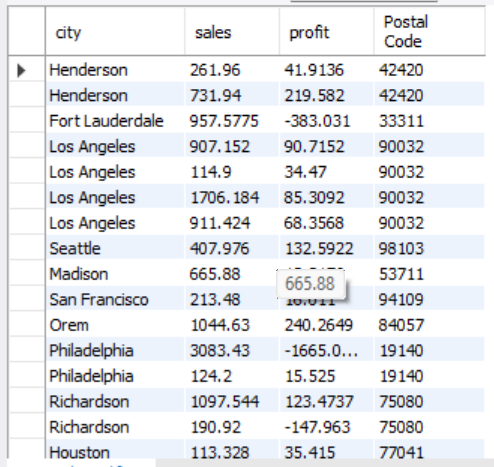 city sales profit Postal Code
Henderson 261.96 41.9136 42420
Henderson 731.94 219.582 42420
Fort Lauderdale 957.5775 -383.031 33311
Los Angeles 907.152 90.7152 90032
Los Angeles 114.9 34.47 90032
Los Angeles 1706.184 85.3092 90032
Los Angeles 911.424 68.3568 90032
Seattle 407.976 132.5922 98103
Madison 665.88 53711
665.88
San Francisco 213.48 94109
Orem 1044.63 240.2649 84057
Philadelphia 3083.43 -1665.0... 19140
Philadelphia 124.2 15.525 19140
Richardson 1097.544 123.4737 75080
Richardson 190.92 -147.963 75080
Houston 113.328 35.415 77041